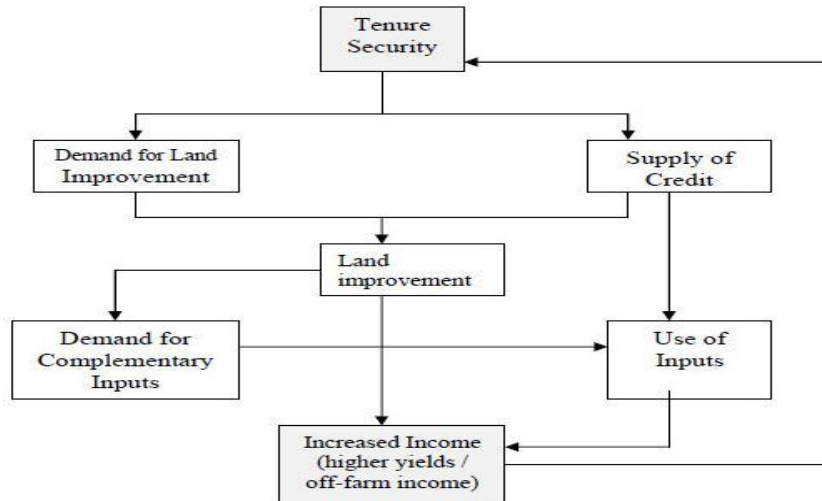 Tenure
Security
Demand for Land
Improvement
Supply of
Credit
Land
improvement
Demand for
Complementary
Inputs
Use of
Inputs
Increased Income
(higher yields /
off-farm income)